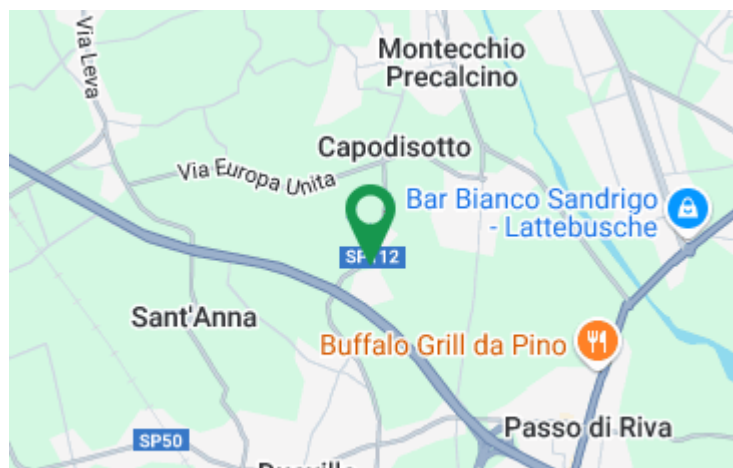 Via Leva
Montecchio
Precalcino
Capodisotto
Via Europa Unita
Bar Bianco Sandrigo
- Lattebusche
Sant'Anna
Buffalo Grill da Pino
Passo di Riva
SP50